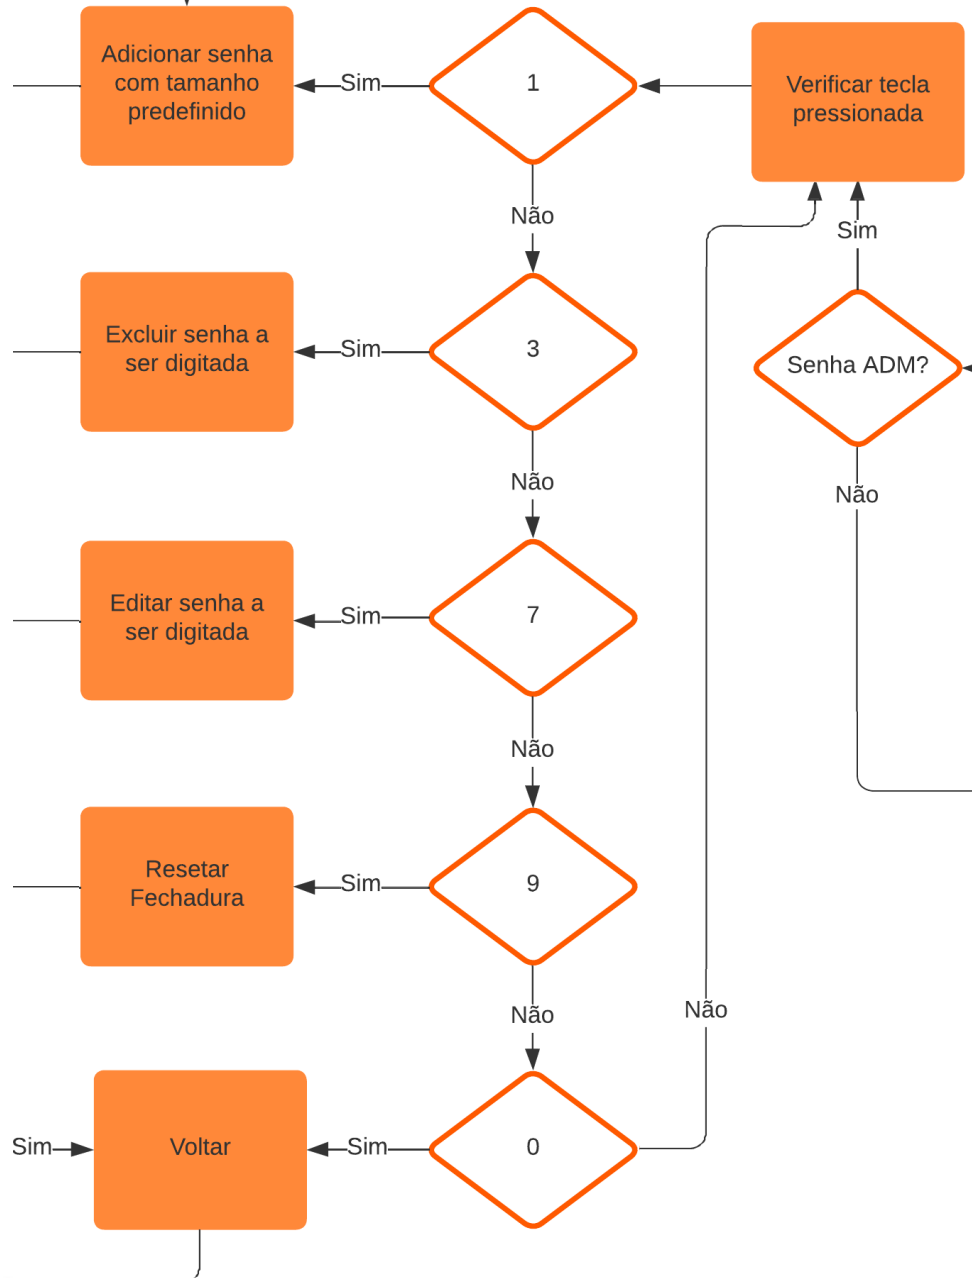 Adicionar senha
com tamanho
predefinido
Sim
1
Verificar tecla
pressionada
Não
Sim
Excluir senha a
ser digitada
Sim
3
Senha ADM?
Não
Não
Editar senha a
ser digitada
Sim
7
Não
Resetar
Fechadura
Sim
9
Não
Não
Sim
Voltar
Sim
0